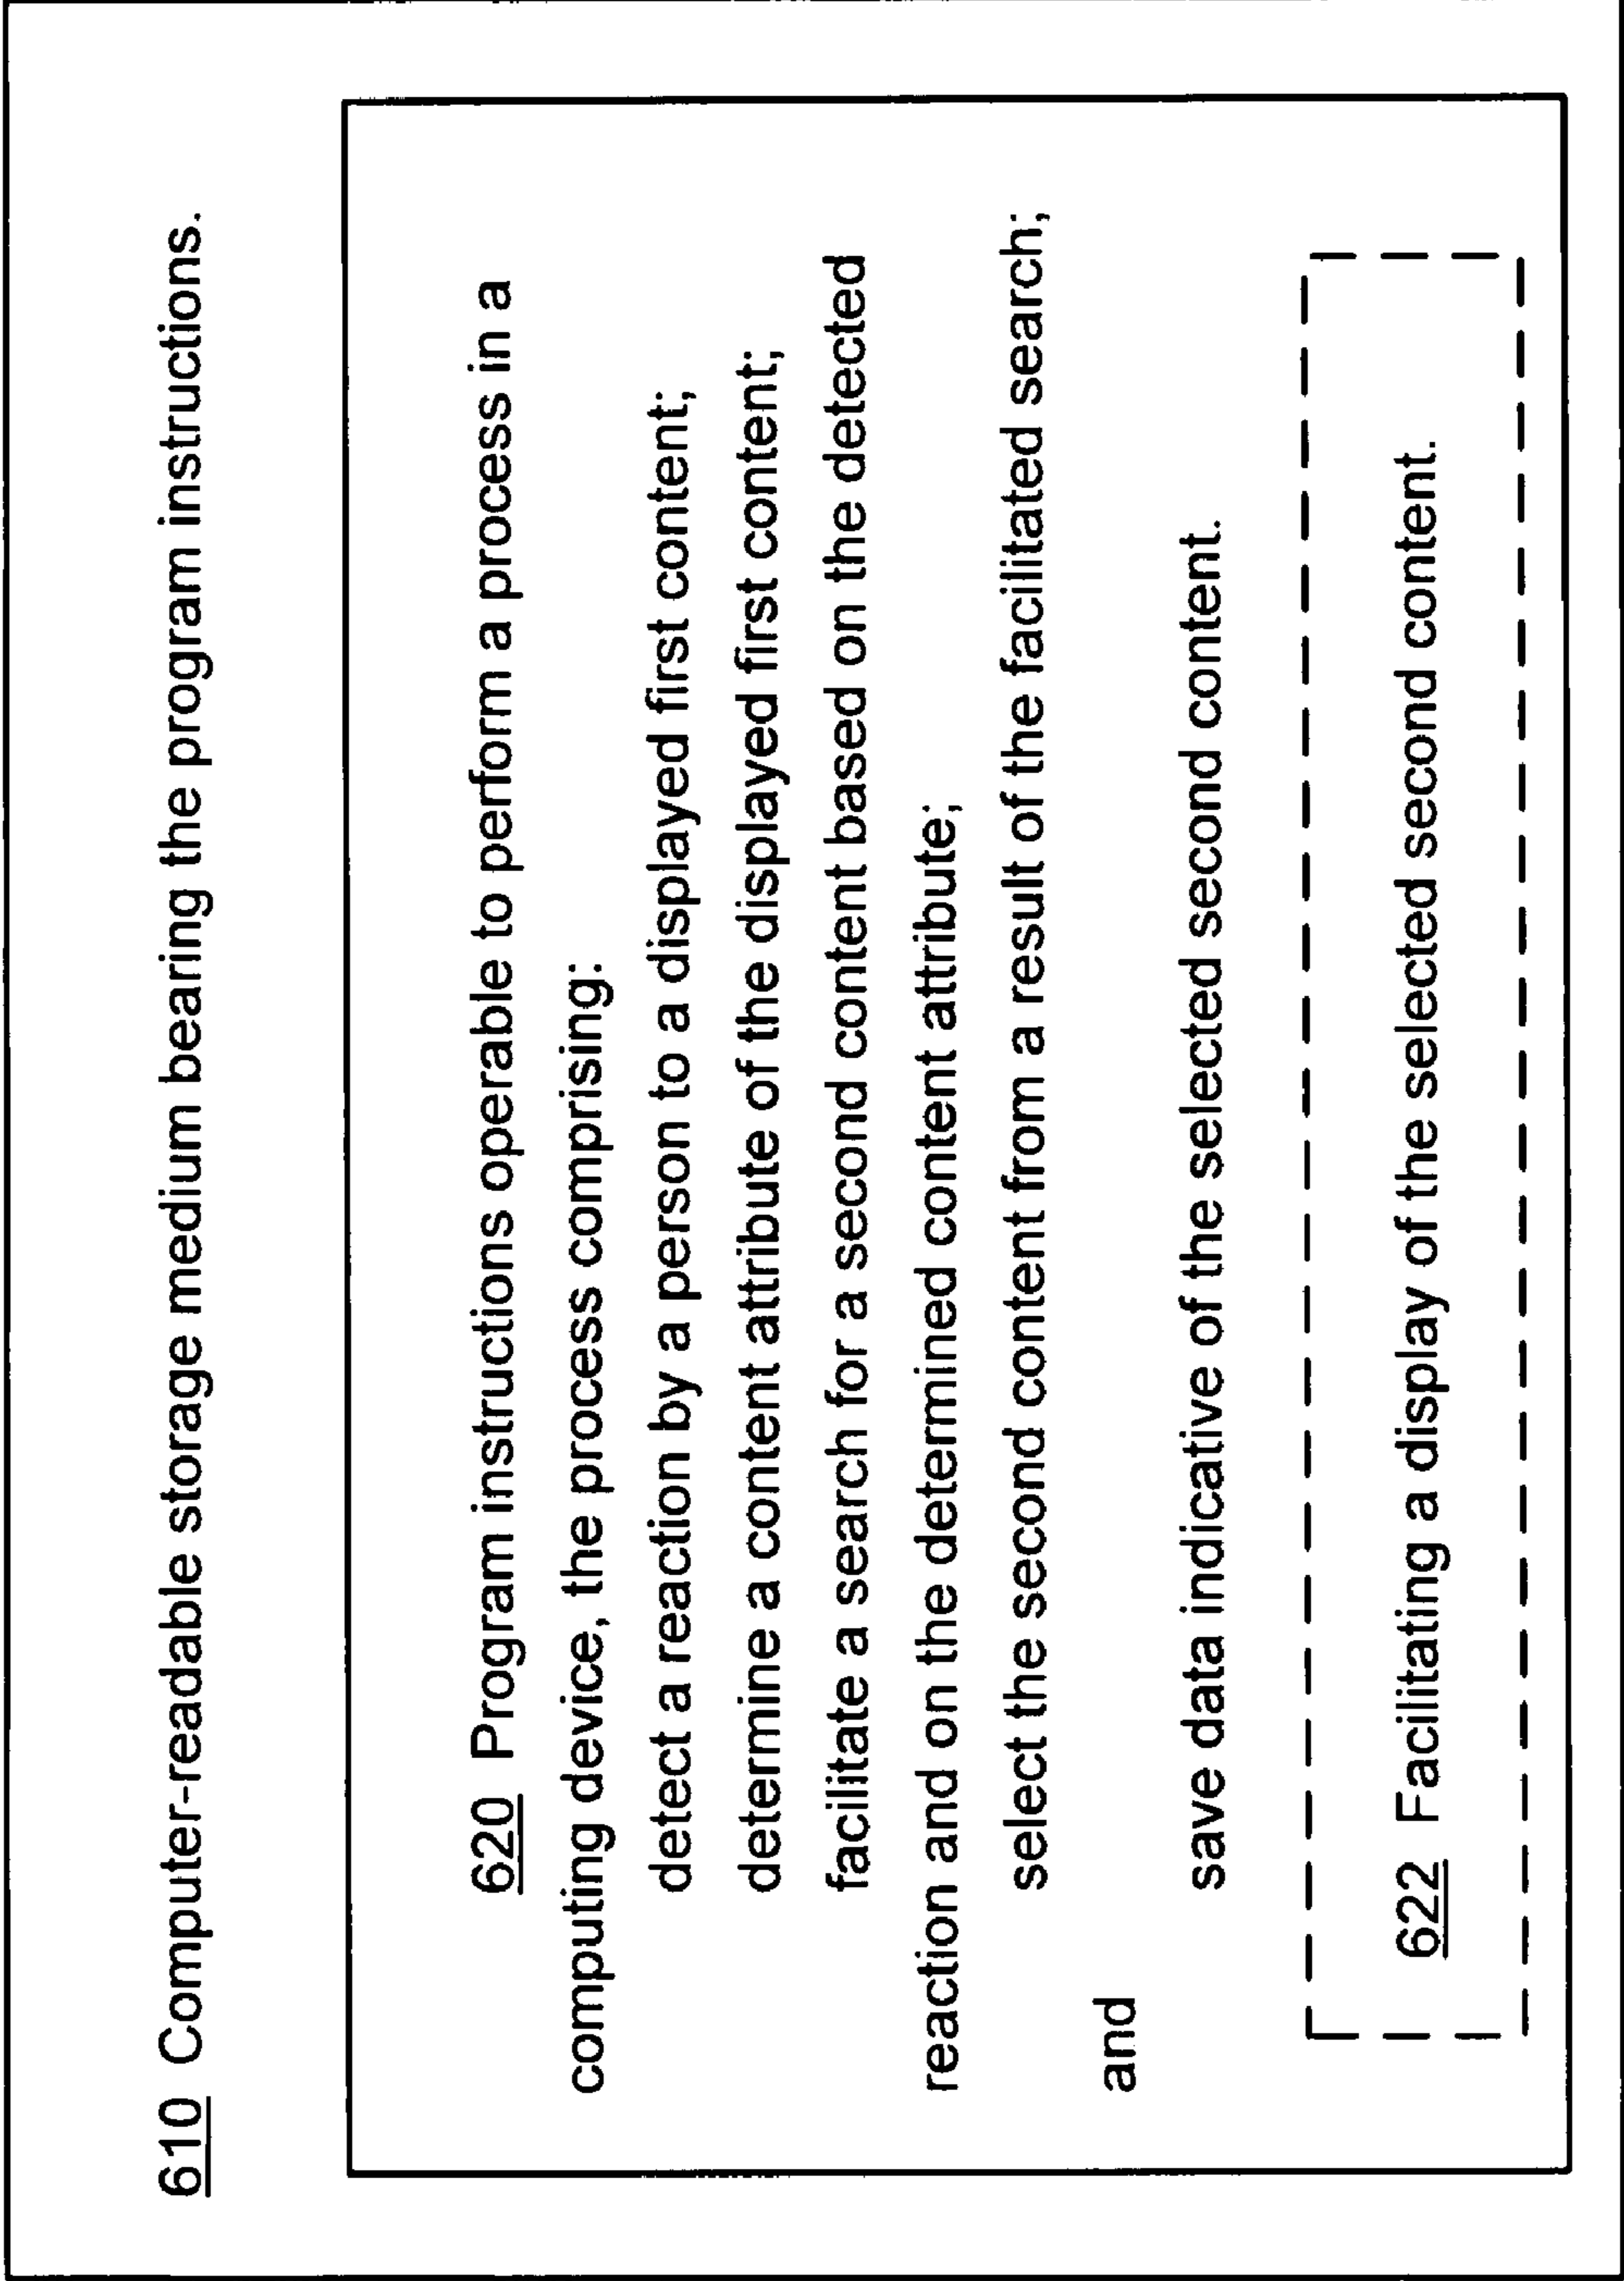 610 Computer-readable storage medium bearing the program instructions.
620 Program instructions operable to perform a process in a
computing device, the process comprising:
detect a reaction by a person to a displayed first content;
determine a content attribute of the displayed first content;
facilitate a search for a second content based on the detected
reaction and on the determined content attribute;
select the second content from a result of the facilitated search;
and
save data indicative of the selected second content.
622 Facilitating a display of the selected second content.